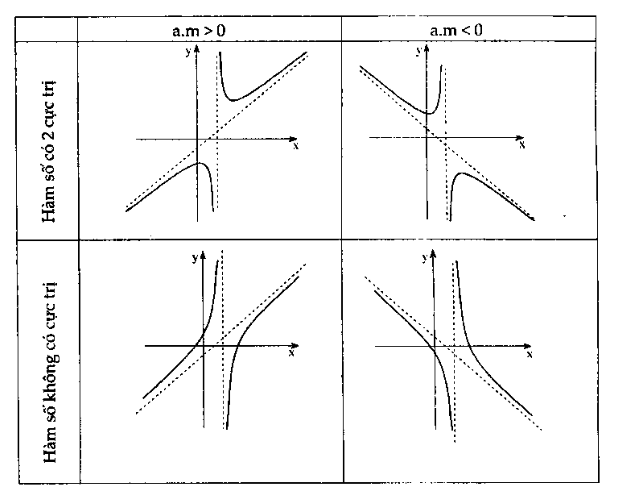 a.m > 0
a.m < 0
Hàm số có 2 cực trị
y
x
y
x
Hàm số không có cực trị
y
x
y
x